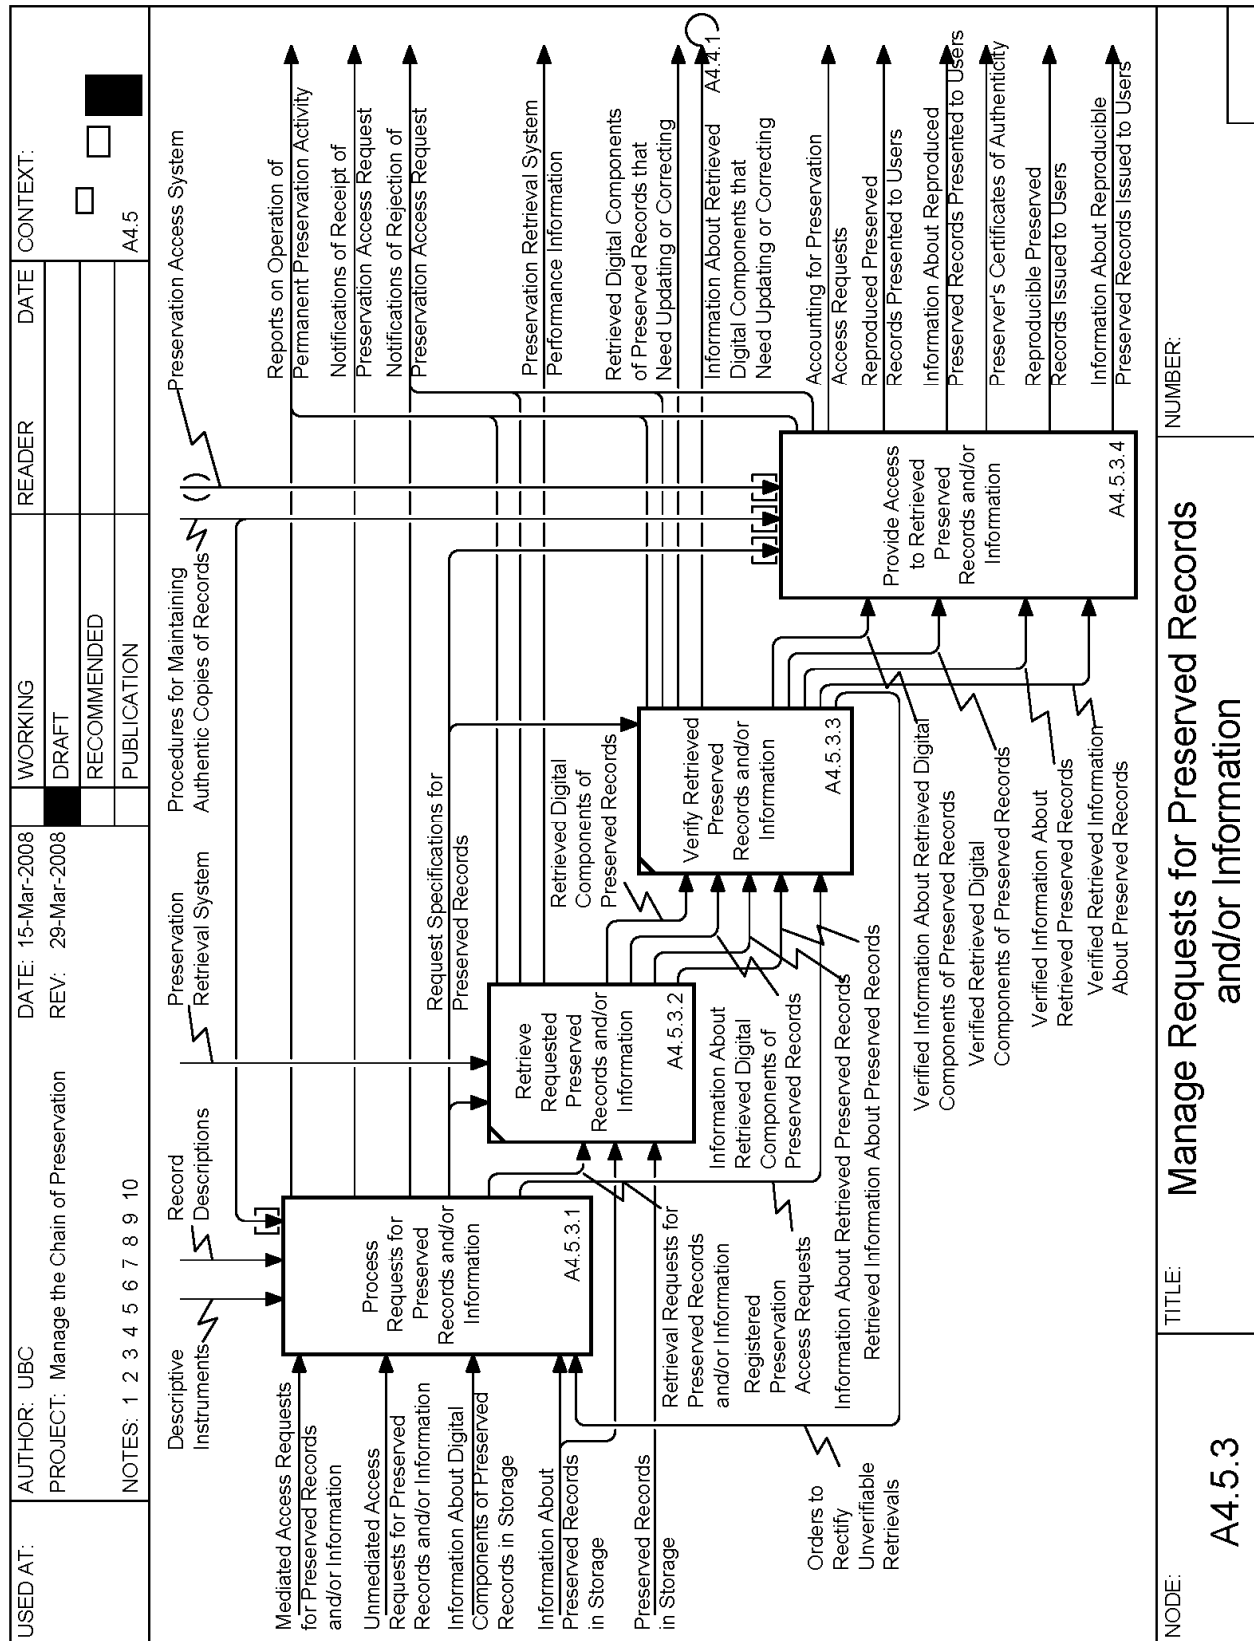 USED AT:
AUTHOR: UBC
PROJECT: Manage the Chain of Preservation
NOTES: 1 2 3 4 5 6 7 8 9 10
DATE: 15-Mar-2008
REV: 29-Mar-2008
WORKING
DRAFT
RECOMMENDED
PUBLICATION
READER
DATE
CONTEXT:
A4.5
Descriptive
Instruments
Record
Descriptions
Preservation
Retrieval System
Procedures for Maintaining
Authentic Copies of Records
Preservation Access System
Mediated Access Requests
for Preserved Records
and/or Information
Unmediated Access
Requests for Preserved
Records and/or Information
Information About Digital
Components of Preserved
Records in Storage
Information About
Preserved Records
in Storage
Preserved Records
in Storage
Orders to
Rectify
Unverifiable
Retrievals
Process
Requests for
Preserved
Records and/or
Information
A4.5.3.1
Retrieval Requests for
Preserved Records
and/or Information
Registered
Preservation
Access Requests
Request Specifications for
Preserved Records
Retrieve
Requested
Preserved
Records and/or
Information
A4.5.3.2
Retrieved Digital
Components of
Preserved Records
Information About
Retrieved Digital
Components of
Preserved Records
Information About Retrieved Preserved Records
Retrieved Information About Preserved Records
Verify Retrieved
Preserved
Records and/or
Information
A4.5.3.3
Verified Information About Retrieved Digital
Components of Preserved Records
Verified Retrieved Digital
Components of Preserved Records
Verified Information About
Retrieved Preserved Records
Verified Retrieved Information
About Preserved Records
Provide Access
to Retrieved
Preserved
Records and/or
Information
A4.5.3.4
Reports on Operation of
Permanent Preservation Activity
Notifications of Receipt of
Preservation Access Request
Notifications of Rejection of
Preservation Access Request
Preservation Retrieval System
Performance Information
Retrieved Digital Components
of Preserved Records that
Need Updating or Correcting
A4.4.1
Information About Retrieved
Digital Components that
Need Updating or Correcting
Accounting for Preservation
Access Requests
Reproduced Preserved
Records Presented to Users
Information About Reproduced
Preserved Records Presented to Users
Preserver's Certificates of Authenticity
Reproducible Preserved
Records Issued to Users
Information About Reproducible
Preserved Records Issued to Users
NODE:
A4.5.3
TITLE:
Manage Requests for Preserved Records
and/or Information
NUMBER: